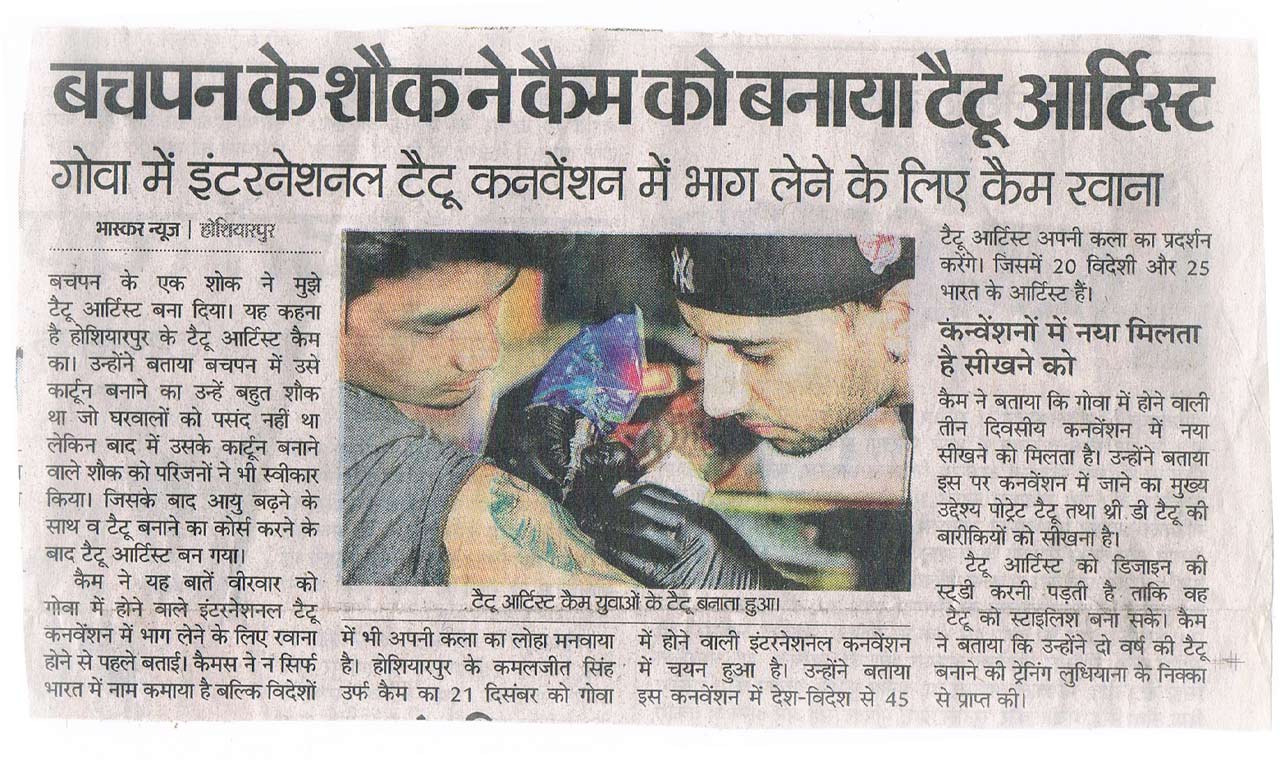 बचपन के शौक ने कैम को बनाया टैटू आर्टिस्ट
गोवा में इंटरनेशनल टैटू कनवेंशन में भाग लेने के लिए कैम रवाना
भास्कर न्यूज | होशियारपुर
बचपन के एक शोक ने मुझे
टैटू आर्टिस्ट बना दिया। यह कहना
है होशियारपुर के टैटू आर्टिस्ट कैम
का। उन्होंने बताया बचपन में उसे
कार्टून बनाने का उन्हें बहुत शौक
था जो घरवालों को पसंद नहीं था
लेकिन बाद में उसके कार्टून बनाने
वाले शौक को परिजनों ने भी स्वीकार
किया। जिसके बाद आयु बढ़ने के
साथ व टैटू बनाने का कोर्स करने के
बाद टैटू आर्टिस्ट बन गया।
कैम ने यह बातें वीरवार को
गोवा में होने वाले इंटरनेशनल टैटू
कनवेंशन में भाग लेने के लिए रवाना
होने से पहले बताई। कैमस ने न सिर्फ
भारत में नाम कमाया है बल्कि विदेशों
NY
टैटू आर्टिस्ट कैम युवाओं के टैटू बनाता हुआ।
में भी अपनी कला का लोहा मनवाया
है। होशियारपुर के कमलजीत सिंह
उर्फ कैम का 21 दिसंबर को गोवा
में होने वाली इंटरनेशनल कनवेंशन
में चयन हुआ है। उन्होंने बताया
इस कनवेंशन में देश-विदेश से 45
टैटू आर्टिस्ट अपनी कला का प्रदर्शन
करेंगे। जिसमें 20 विदेशी और 25
भारत के आर्टिस्ट हैं।
कंन्वेंशनों में नया मिलता
है सीखने को
कैम ने बताया कि गोवा में होने वाली
तीन दिवसीय कनवेंशन में नया
सीखने को मिलता है। उन्होंने बताया
इस पर कनवेंशन में जाने का मुख्य
उद्देश्य पोट्रेट टैटू तथा थ्री डी टैटू की
बारीकियों को सीखना है।
टैटू आर्टिस्ट को डिजाइन की
स्टडी करनी पड़ती है ताकि वह
टैटू को स्टाइलिश बना सके। कैम
ने बताया कि उन्होंने दो वर्ष की टैटू
बनाने की ट्रेनिंग लुधियाना के निक्का
से प्राप्त की।